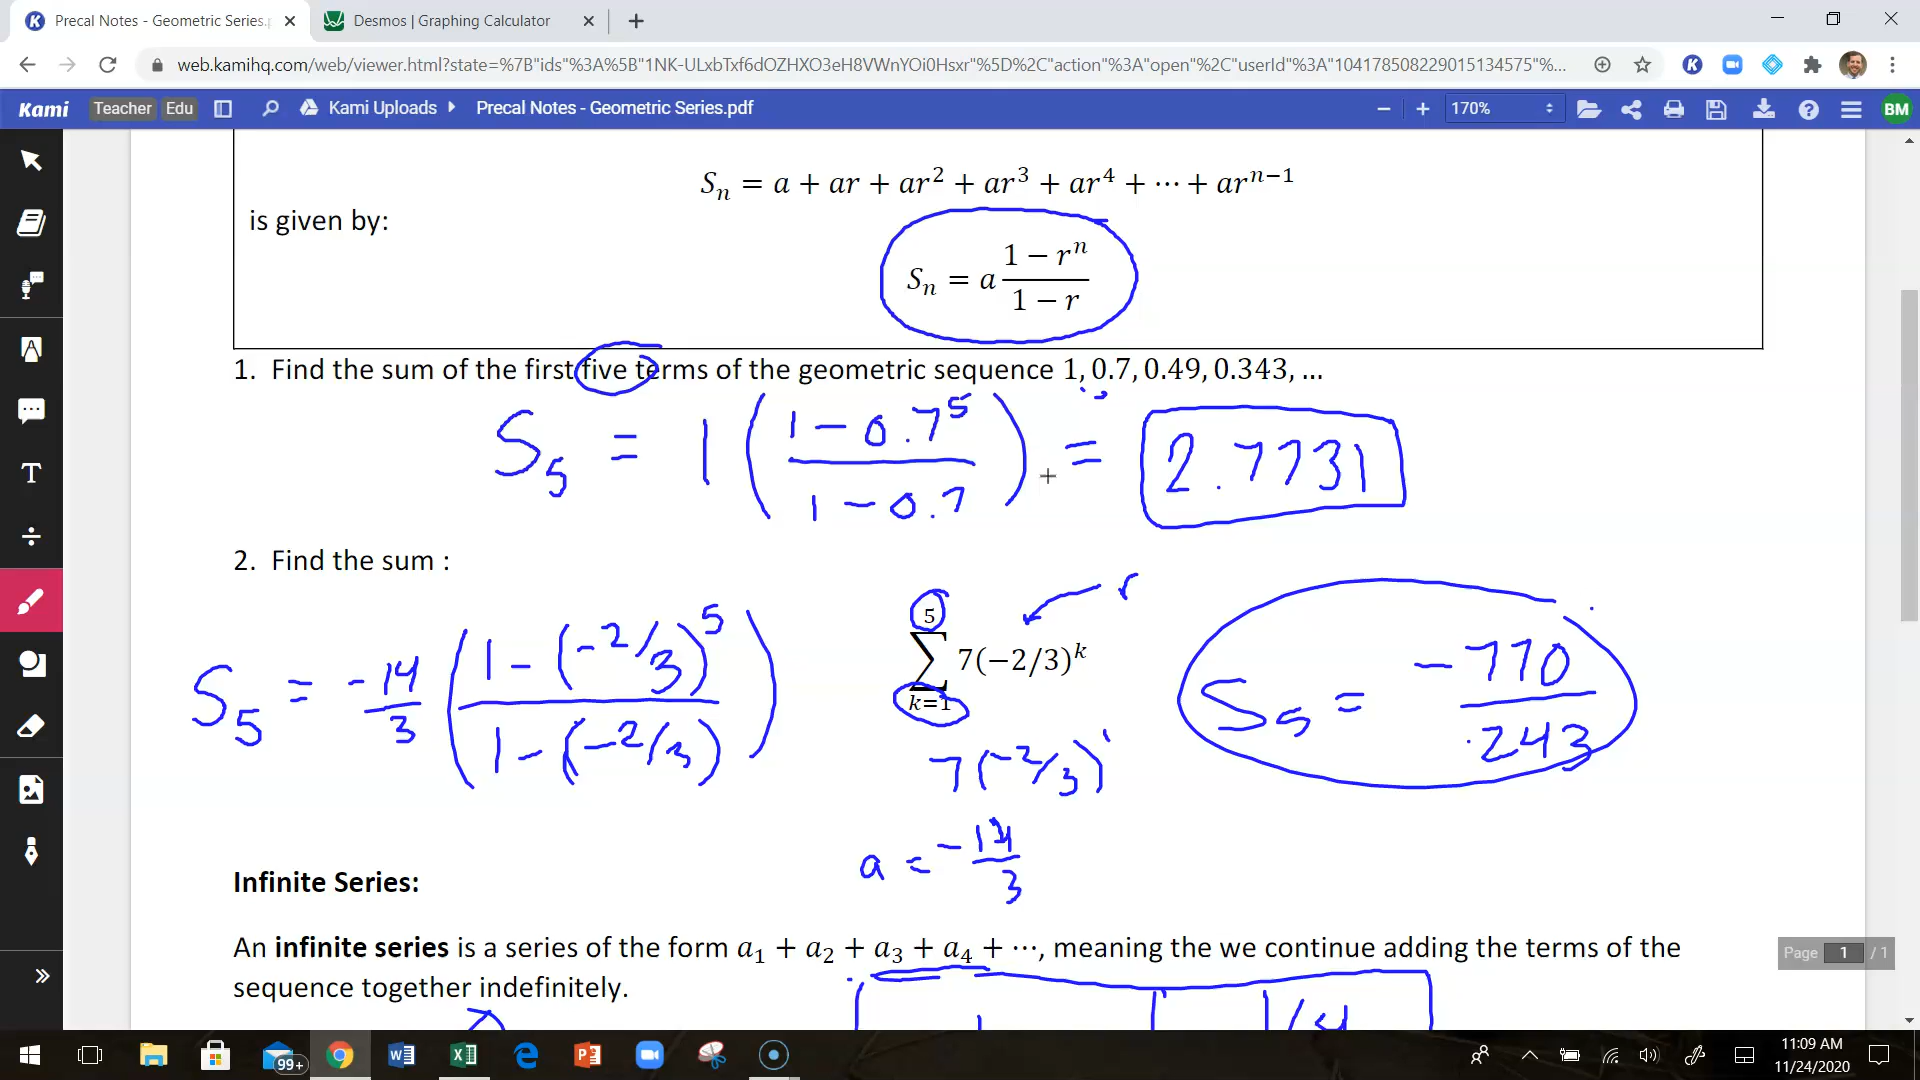 Precal Notes - Geometric Series.p
Desmos | Graphing Calculator
web.kamihq.com/web/viewer.html?state=%7B"ids"%3A%5B"1NK-ULxbTxf6dOZHXO3eH8VWnYOi0Hsxr"%5D%2C"action"%3A"open"%2C"userId"%3A"104178508229015134575"%...
Kami Teacher Edu Kami Uploads Precal Notes - Geometric Series.pdf 170% BM
Sₙ = a + ar + ar² + ar³ + ar⁴ + ⋯ + arⁿ⁻¹
is given by:
Sₙ = a (1 − rⁿ)/(1 − r)
1. Find the sum of the first five terms of the geometric sequence 1, 0.7, 0.49, 0.343, ...
S₅ = 1 ((1 − 0.7⁵)/(1 − 0.7)) = 2.7731
2. Find the sum :
r
5
∑ 7(−2/3)ᵏ
k=1
S₅ = -14/3 ((1 − (-2/3)⁵)/(1 − (-2/3)))
S₅ = -770/243
7(-2/3)¹
a = -14/3
Infinite Series:
An infinite series is a series of the form a₁ + a₂ + a₃ + a₄ + ⋯, meaning the we continue adding the terms of the
sequence together indefinitely.
Page 1 / 1
1/4
99+
11:09 AM
11/24/2020